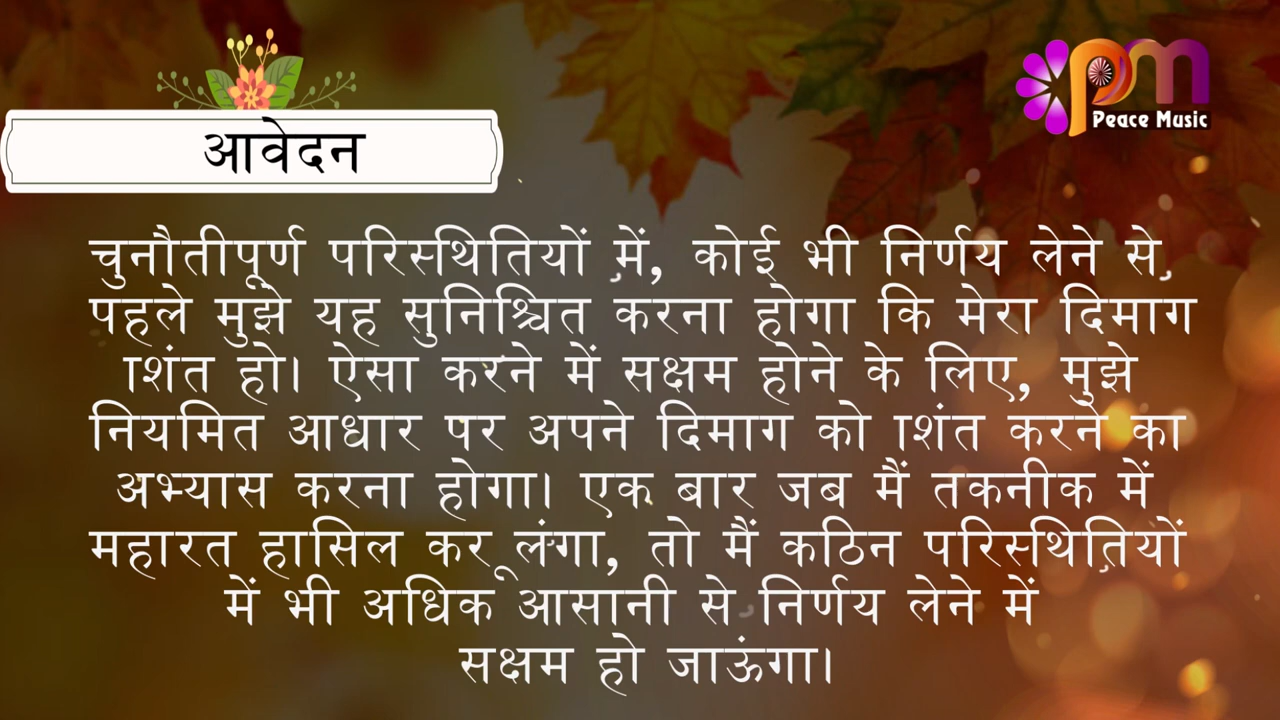 आवेदन
Peace Music
चुनौतीपूर्ण परिस्थितियों में, कोई भी निर्णय लेने से
पहले मुझे यह सुनिश्चित करना होगा कि मेरा दिमाग
शांत हो। ऐसा करने में सक्षम होने के लिए, मुझे
नियमित आधार पर अपने दिमाग को शांत करने का
अभ्यास करना होगा। एक बार जब मैं तकनीक में
महारत हासिल कर लूंगा, तो मैं कठिन परिस्थितियों
में भी अधिक आसानी से निर्णय लेने में
सक्षम हो जाऊंगा।